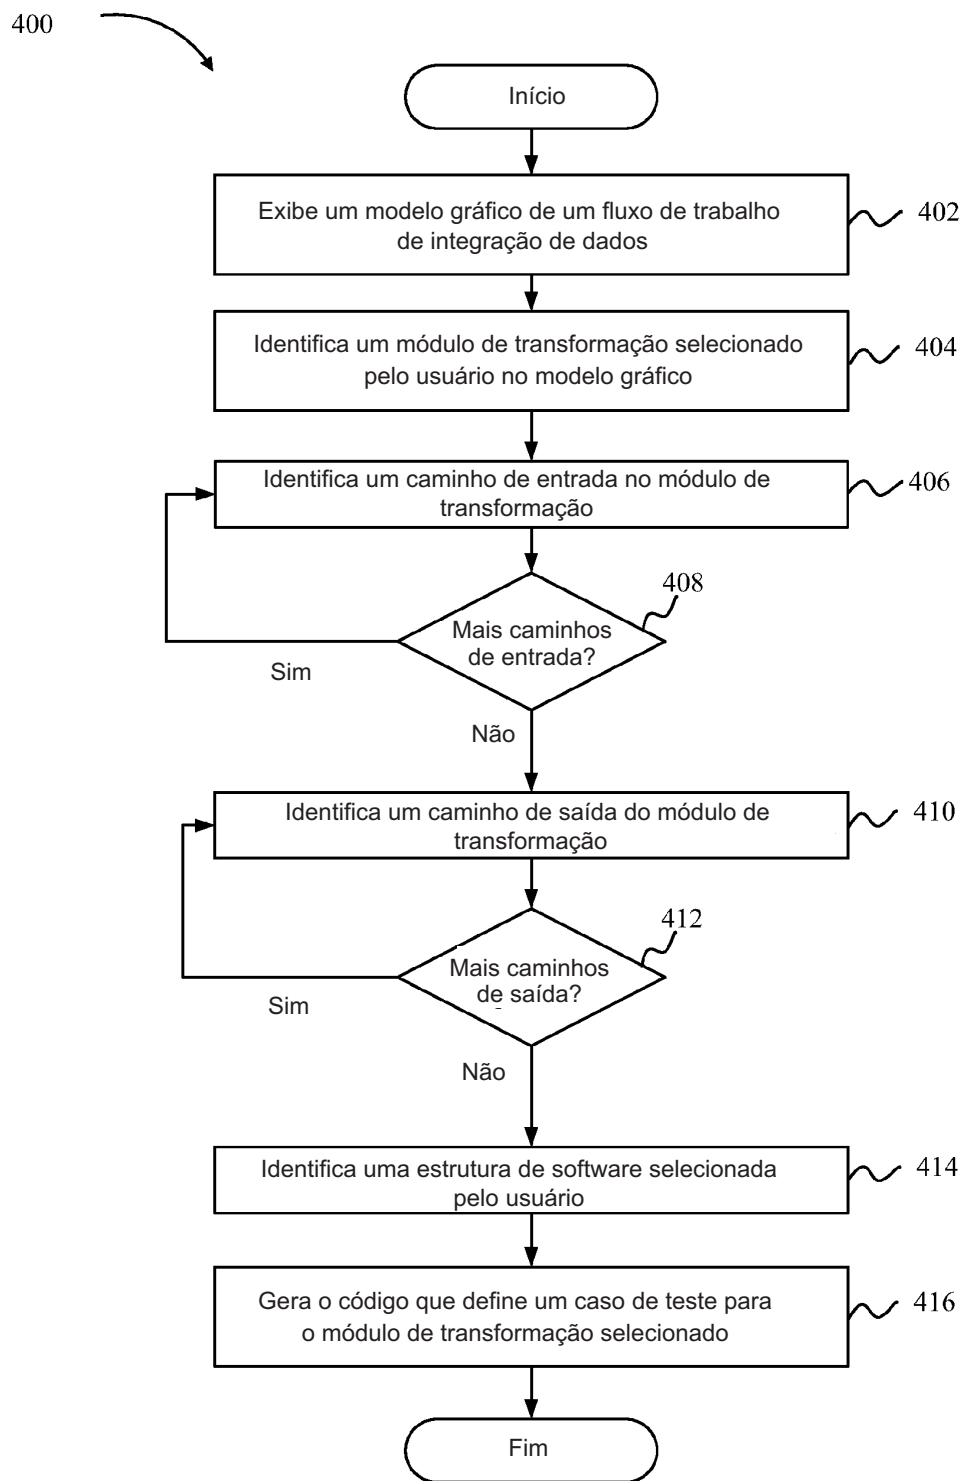 400
Início
Exibe um modelo gráfico de um fluxo de trabalho
de integração de dados
402
Identifica um módulo de transformação selecionado
pelo usuário no modelo gráfico
404
Identifica um caminho de entrada no módulo de
transformação
406
408
Mais caminhos
de entrada?
Sim
Não
Identifica um caminho de saída do módulo de
transformação
410
412
Mais caminhos
de saída?
Sim
Não
Identifica uma estrutura de software selecionada
pelo usuário
414
Gera o código que define um caso de teste para
o módulo de transformação selecionado
416
Fim